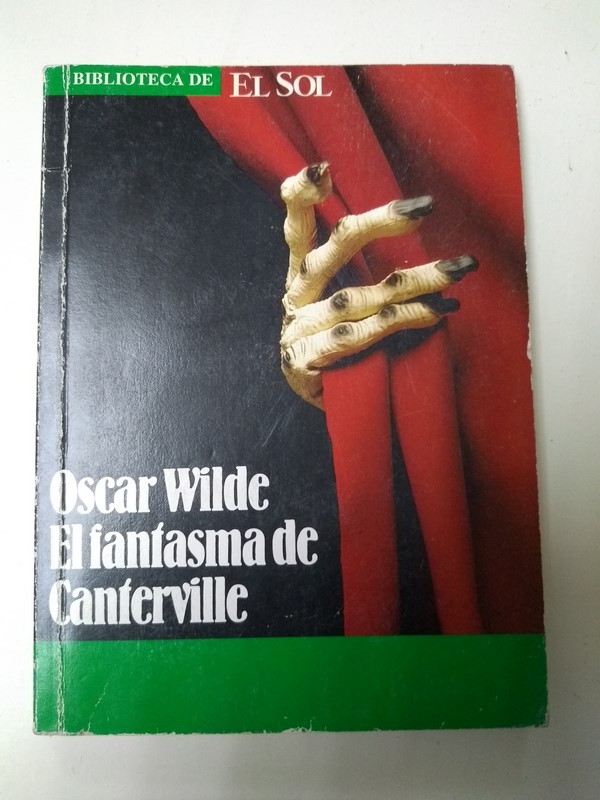 BIBLIOTECA DE EL SOL
Oscar Wilde
El fantasma de
Canterville